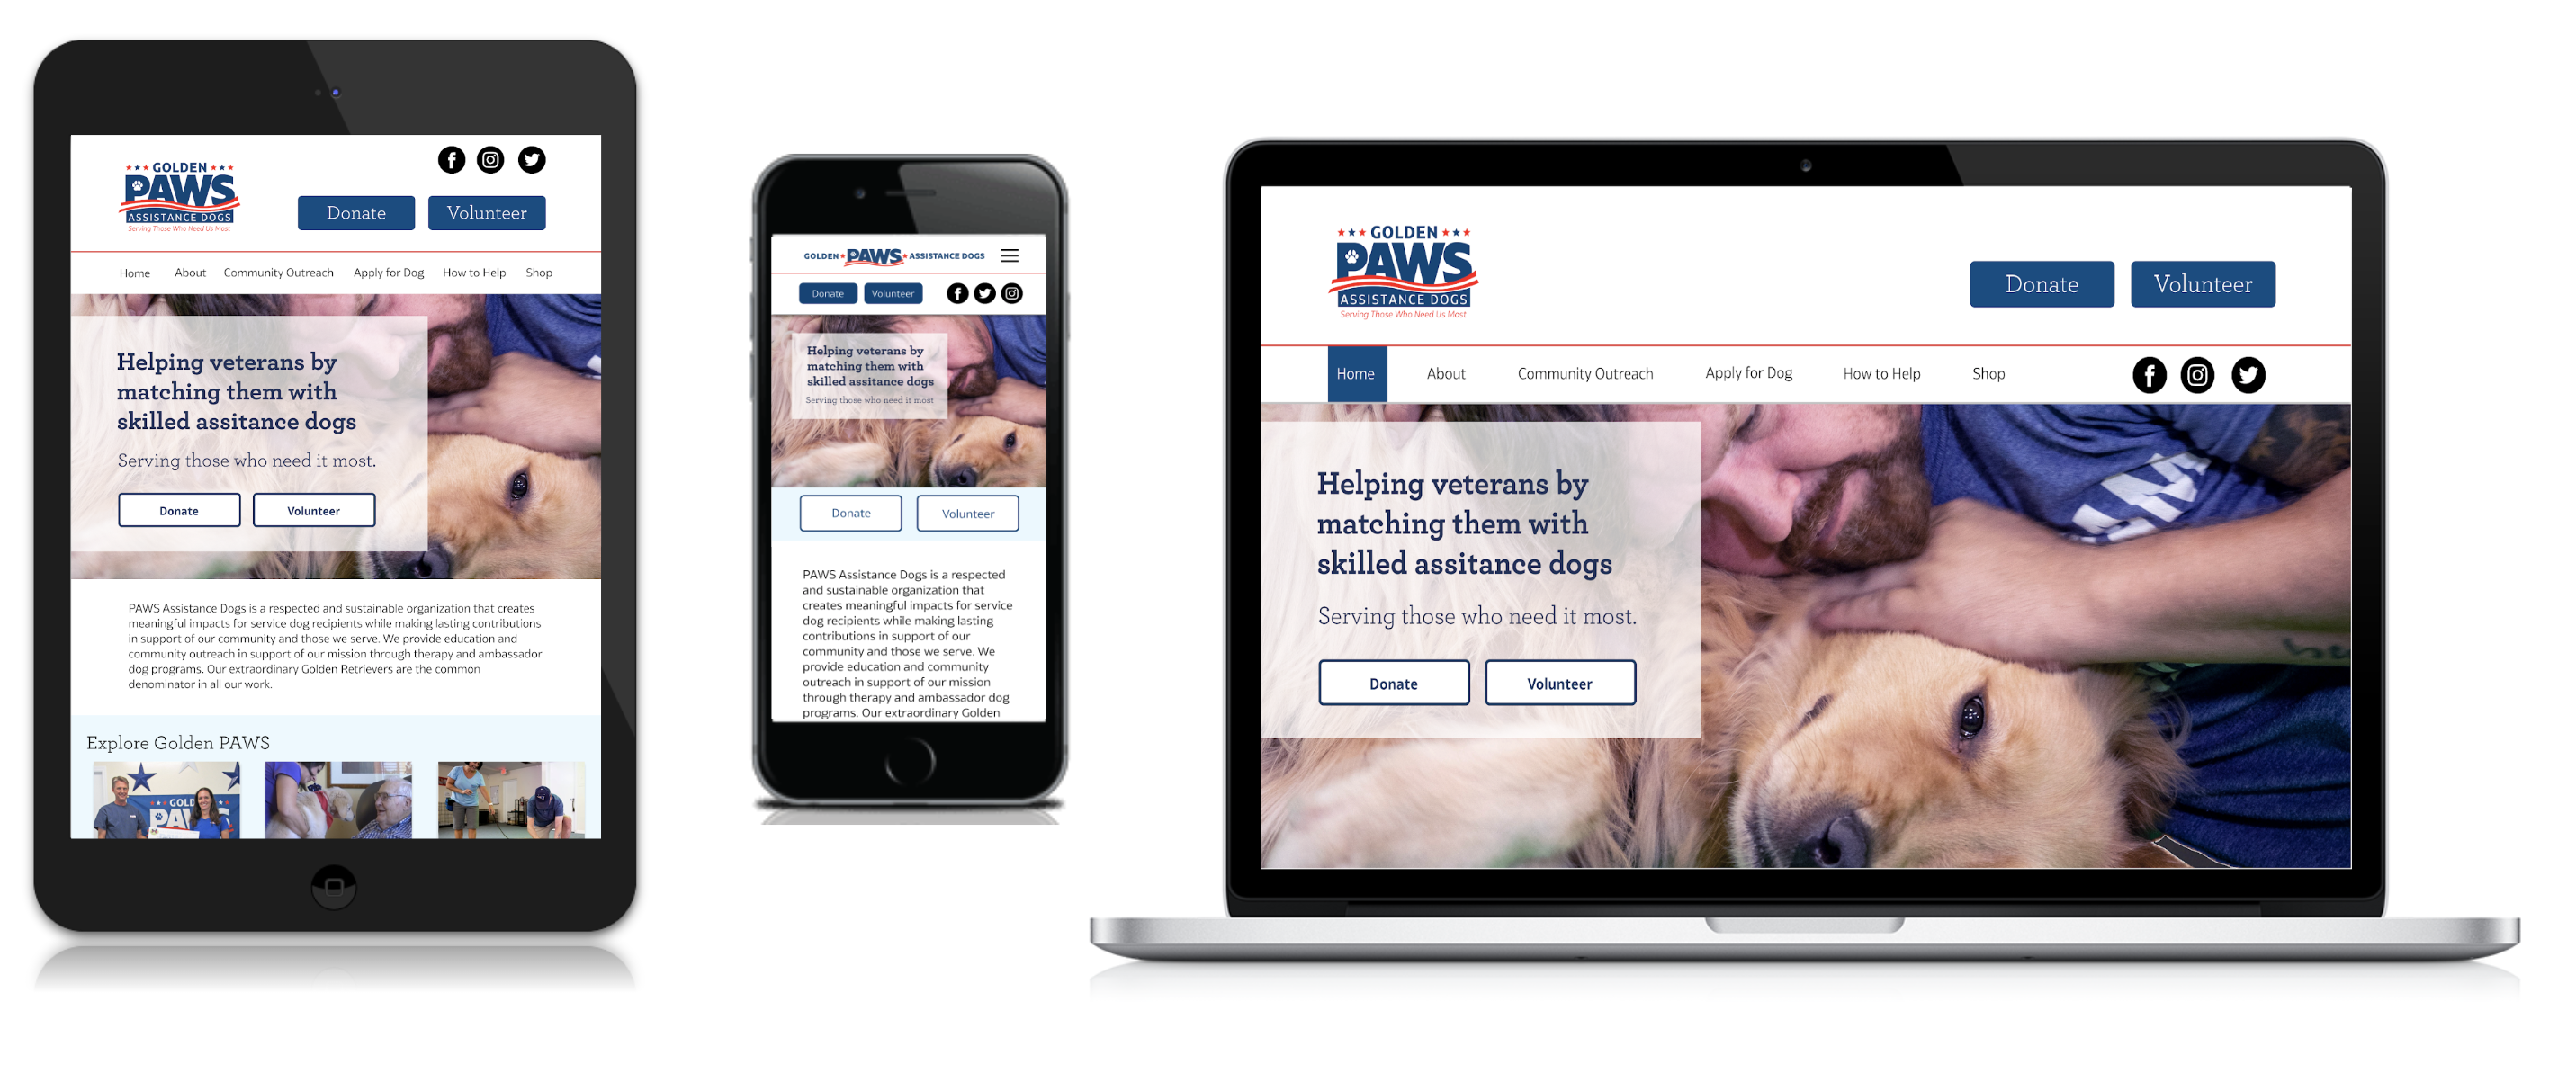 GOLDEN
PAWS
ASSISTANCE DOGS
Serving Those Who Need Us Most
Donate
Volunteer
Home
About
Community Outreach
Apply for Dog
How to Help
Shop
Helping veterans by
matching them with
skilled assitance dogs
Serving those who need it most.
Donate
Volunteer
PAWS Assistance Dogs is a respected and sustainable organization that creates
meaningful impacts for service dog recipients while making lasting contributions
in support of our community and those we serve. We provide education and
community outreach in support of our mission through therapy and ambassador
dog programs. Our extraordinary Golden Retrievers are the common
denominator in all our work.
Explore Golden PAWS
GOLDEN PAWS ASSISTANCE DOGS
Donate
Volunteer
Helping veterans by
matching them with
skilled assitance dogs
Serving those who need it most
Donate
Volunteer
PAWS Assistance Dogs is a respected
and sustainable organization that
creates meaningful impacts for service
dog recipients while making lasting
contributions in support of our
community and those we serve. We
provide education and community
outreach in support of our mission
through therapy and ambassador dog
programs. Our extraordinary Golden
GOLDEN
PAWS
ASSISTANCE DOGS
Serving Those Who Need Us Most
Donate
Volunteer
Home
About
Community Outreach
Apply for Dog
How to Help
Shop
Helping veterans by
matching them with
skilled assitance dogs
Serving those who need it most.
Donate
Volunteer